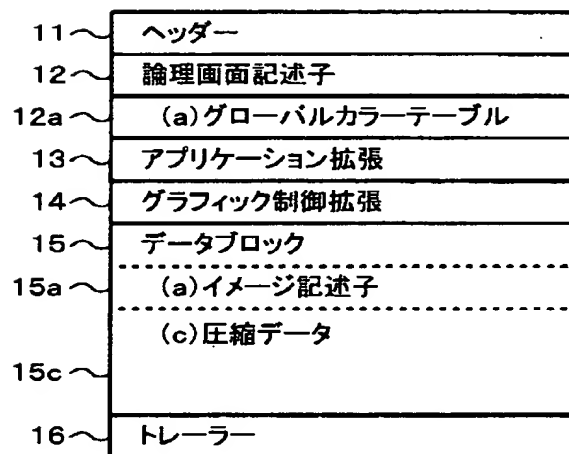 11 ヘッダー
12 論理画面記述子
12a (a)グローバルカラーテーブル
13 アプリケーション拡張
14 グラフィック制御拡張
15 データブロック
15a (a)イメージ記述子
(c)圧縮データ
15c
16 トレーラー